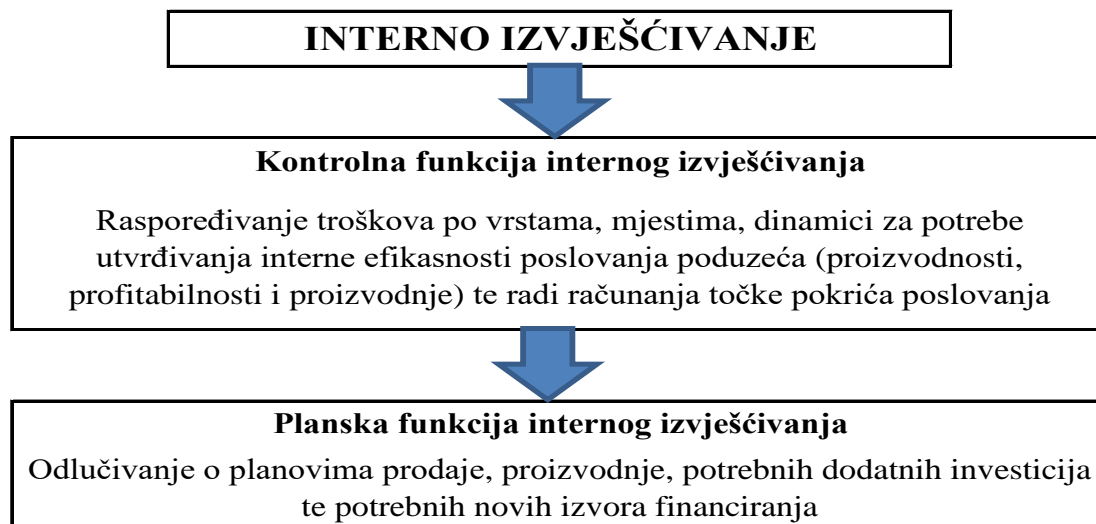 INTERNO IZVJEŠĆIVANJE
Kontrolna funkcija internog izvješćivanja
Raspoređivanje troškova po vrstama, mjestima, dinamici za potrebe
utvrđivanja interne efikasnosti poslovanja poduzeća (proizvodnosti,
profitabilnosti i proizvodnje) te radi računanja točke pokrića poslovanja
Planska funkcija internog izvješćivanja
Odlučivanje o planovima prodaje, proizvodnje, potrebnih dodatnih investicija
te potrebnih novih izvora financiranja